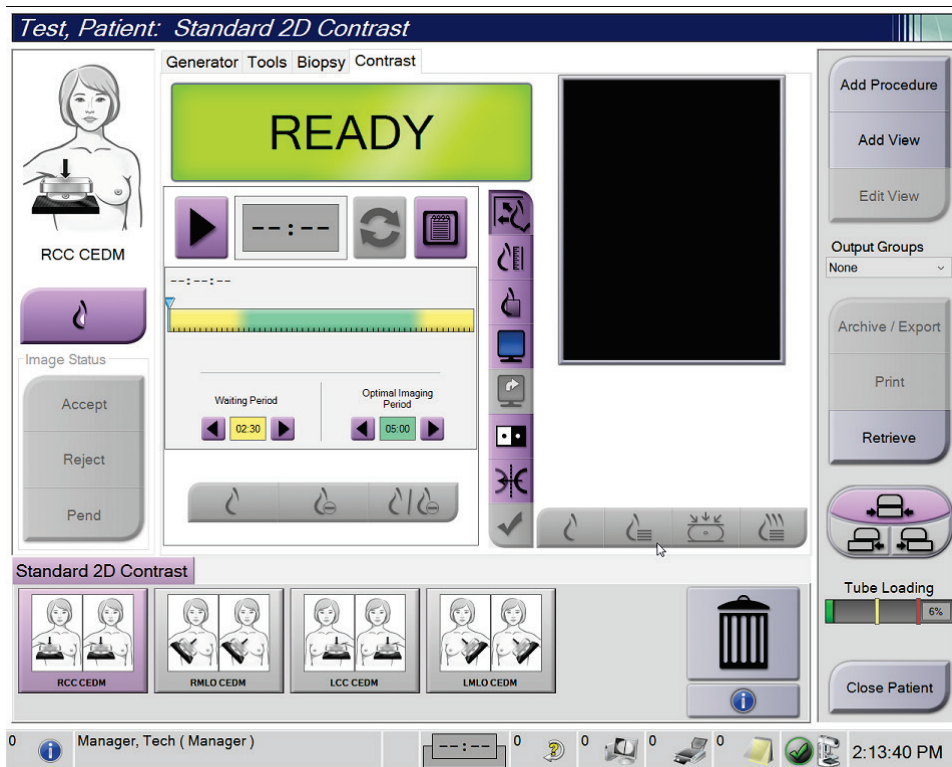 Test, Patient:  Standard 2D Contrast
Generator Tools Biopsy Contrast
READY
RCC CEDM
--:--
--:--:--
Waiting Period
02:30
Optimal Imaging
Period
05:00
Image Status
Accept
Reject
Pend
Add Procedure
Add View
Edit View
Output Groups
None
Archive / Export
Print
Retrieve
Tube Loading
6%
Close Patient
Standard 2D Contrast
RCC CEDM
RMLO CEDM
LCC CEDM
LMLO CEDM
0
Manager, Tech ( Manager )
--:--
0
0
0
0
2:13:40 PM